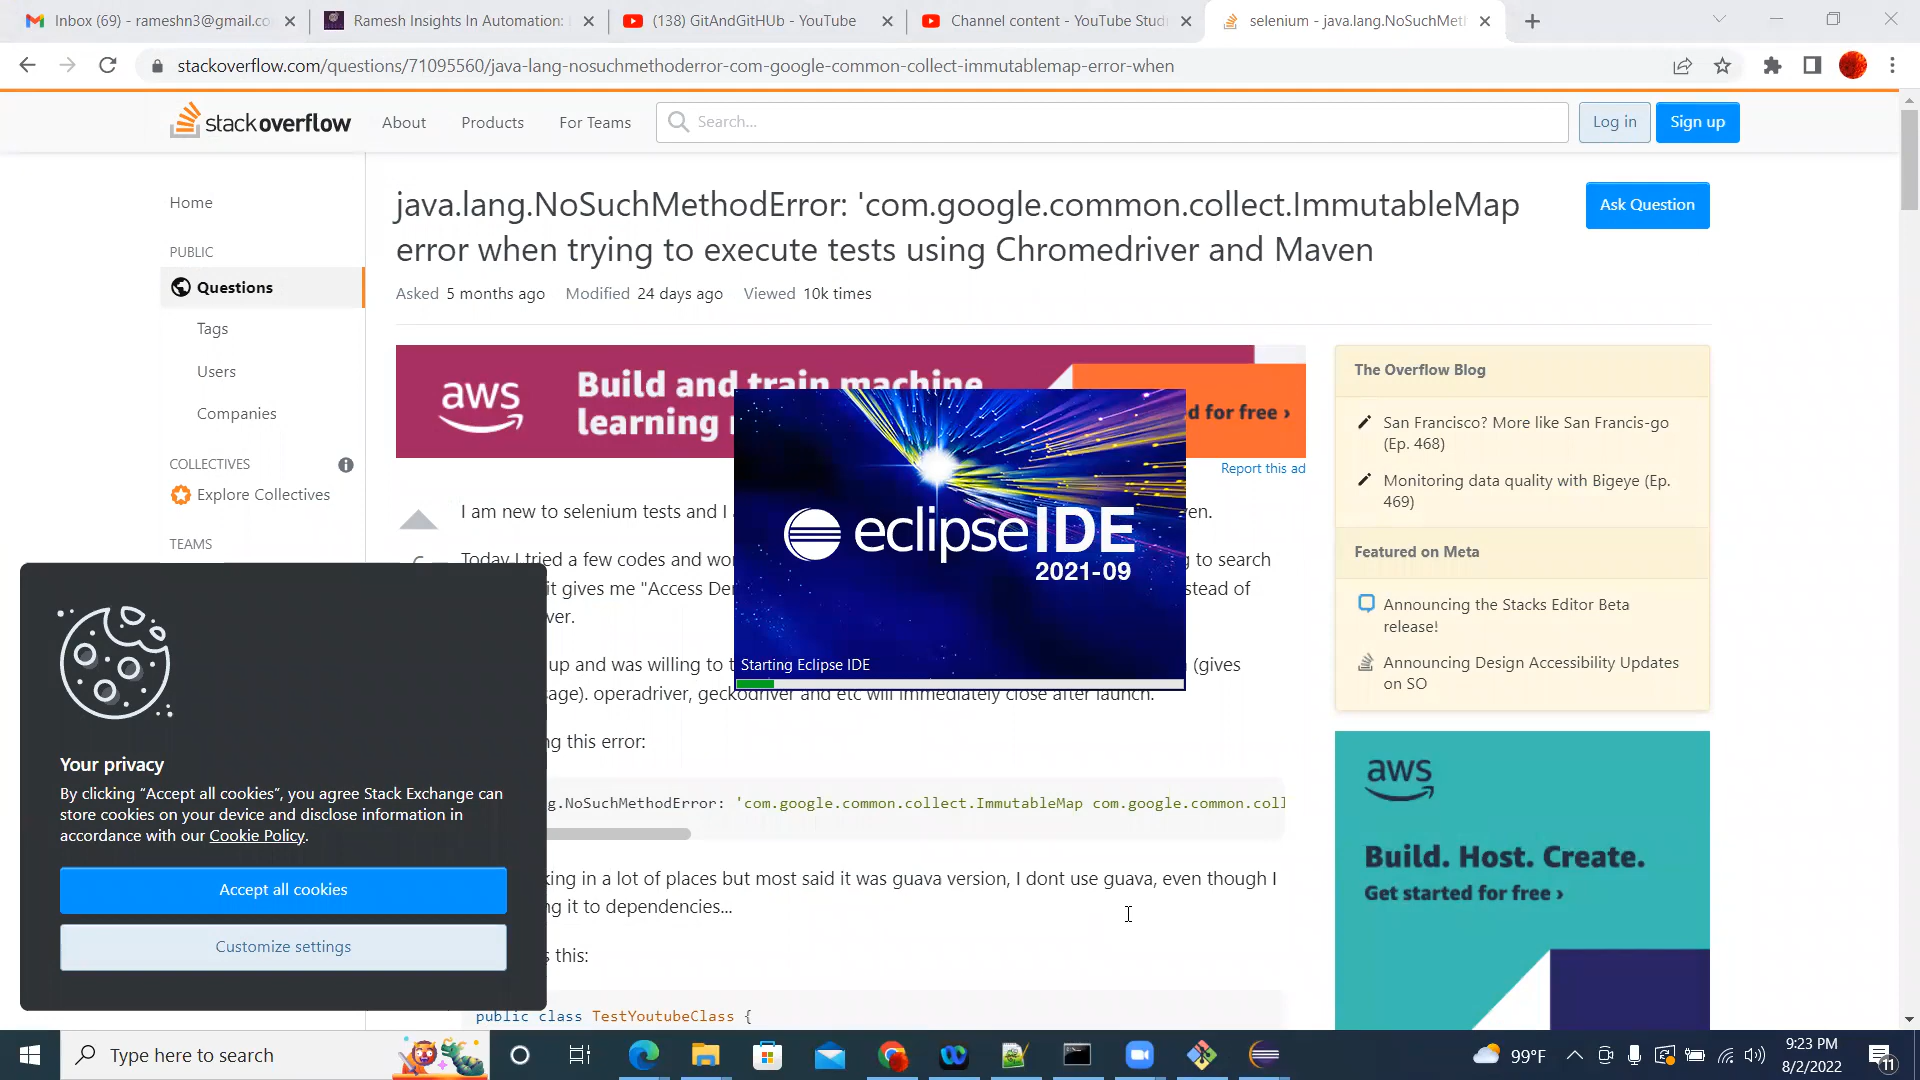 Inbox (69) - rameshn3@gmail.co
Ramesh Insights In Automation:
(138) GitAndGitHUb - YouTube
Channel content - YouTube Studi
selenium - java.lang.NoSuchMeth
stackoverflow.com/questions/71095560/java-lang-nosuchmethoderror-com-google-common-collect-immutablemap-error-when
stackoverflow
About
Products
For Teams
Search...
Log in
Sign up
Home
PUBLIC
Questions
Tags
Users
Companies
COLLECTIVES
Explore Collectives
TEAMS
java.lang.NoSuchMethodError: 'com.google.common.collect.ImmutableMap
error when trying to execute tests using Chromedriver and Maven
Ask Question
Asked 5 months ago Modified 24 days ago Viewed 10k times
aws
Build and train machine
learning
d for free ›
Report this ad
I am new to selenium tests and I
ven.
Today I tried a few codes and wor
g to search
it gives me "Access Der
stead of
ver.
up and was willing to t
(gives
sage). operadriver, geckodriver and etc will immediately close after launch.
ng this error:
ng.NoSuchMethodError: 'com.google.common.collect.ImmutableMap com.google.common.coll
king in a lot of places but most said it was guava version, I dont use guava, even though I
ng it to dependencies...
s this:
public class TestYoutubeClass {
eclipse IDE
2021-09
Starting Eclipse IDE
The Overflow Blog
San Francisco? More like San Francis-go
(Ep. 468)
Monitoring data quality with Bigeye (Ep.
469)
Featured on Meta
Announcing the Stacks Editor Beta
release!
Announcing Design Accessibility Updates
on SO
aws
Build. Host. Create.
Get started for free ›
Your privacy
By clicking “Accept all cookies”, you agree Stack Exchange can
store cookies on your device and disclose information in
accordance with our Cookie Policy.
Accept all cookies
Customize settings
Type here to search
99°F
9:23 PM
8/2/2022
11